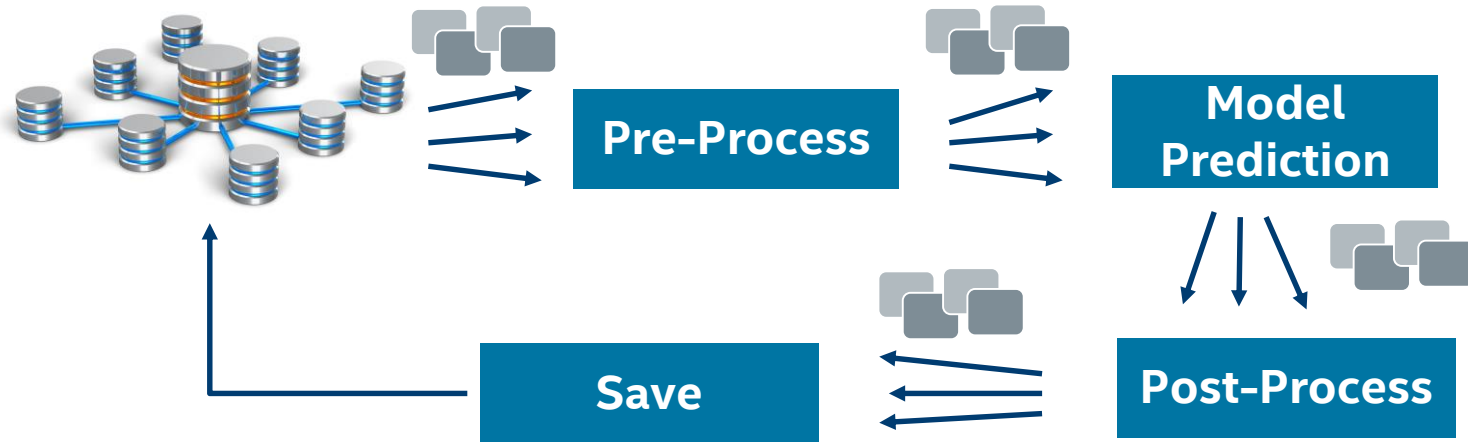 Pre-Process
Model
Prediction
Post-Process
Save